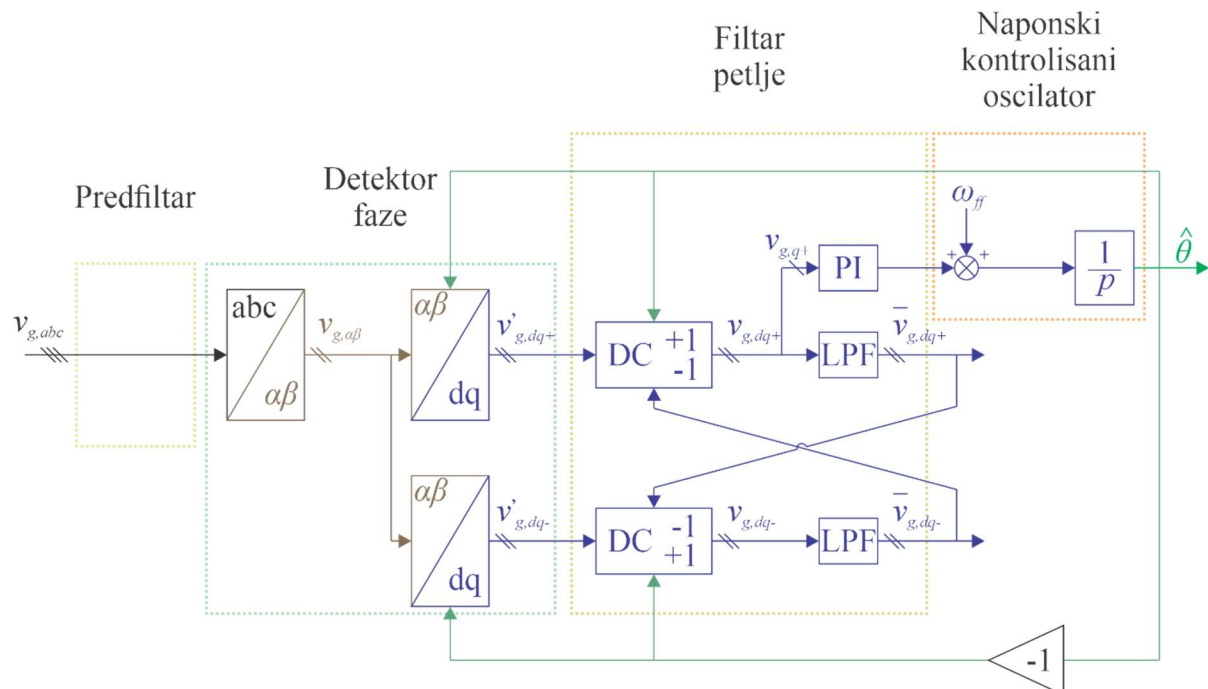 Filtar
petlje
Naponski
kontrolisani
oscilator
Predfiltar
Detektor
faze
ω_ff
v_g,q+
PI
+ +
1/p
θ̂
v_g,abc
abc
αβ
v_g,αβ
αβ
dq
v'_g,dq+
DC +1
-1
v_g,dq+
LPF
v̄_g,dq+
αβ
dq
v'_g,dq-
DC -1
+1
v_g,dq-
LPF
v̄_g,dq-
-1